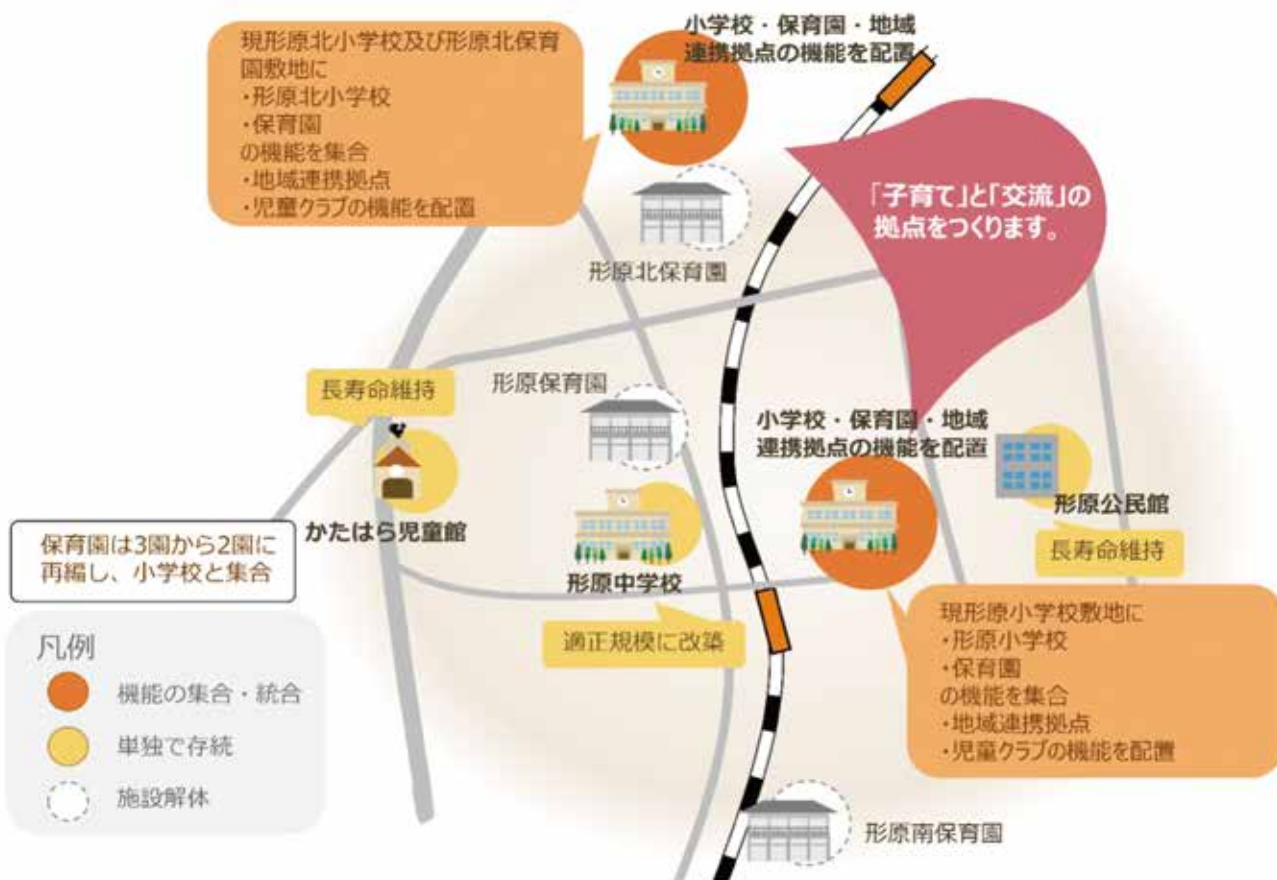 小学校・保育園・地域
連携拠点の機能を配置
現形原北小学校及び形原北保育
園敷地に
・形原北小学校
・保育園
の機能を集合
・地域連携拠点
・児童クラブの機能を配置
「子育て」と「交流」の
拠点をつくります。
形原北保育園
長寿命維持
形原保育園
小学校・保育園・地域
連携拠点の機能を配置
かたはら児童館
形原中学校
適正規模に改築
形原公民館
長寿命維持
保育園は3園から2園に
再編し、小学校と集合
現形原小学校敷地に
・形原小学校
・保育園
の機能を集合
・地域連携拠点
・児童クラブの機能を配置
凡例
機能の集合・統合
単独で存続
施設解体
形原南保育園